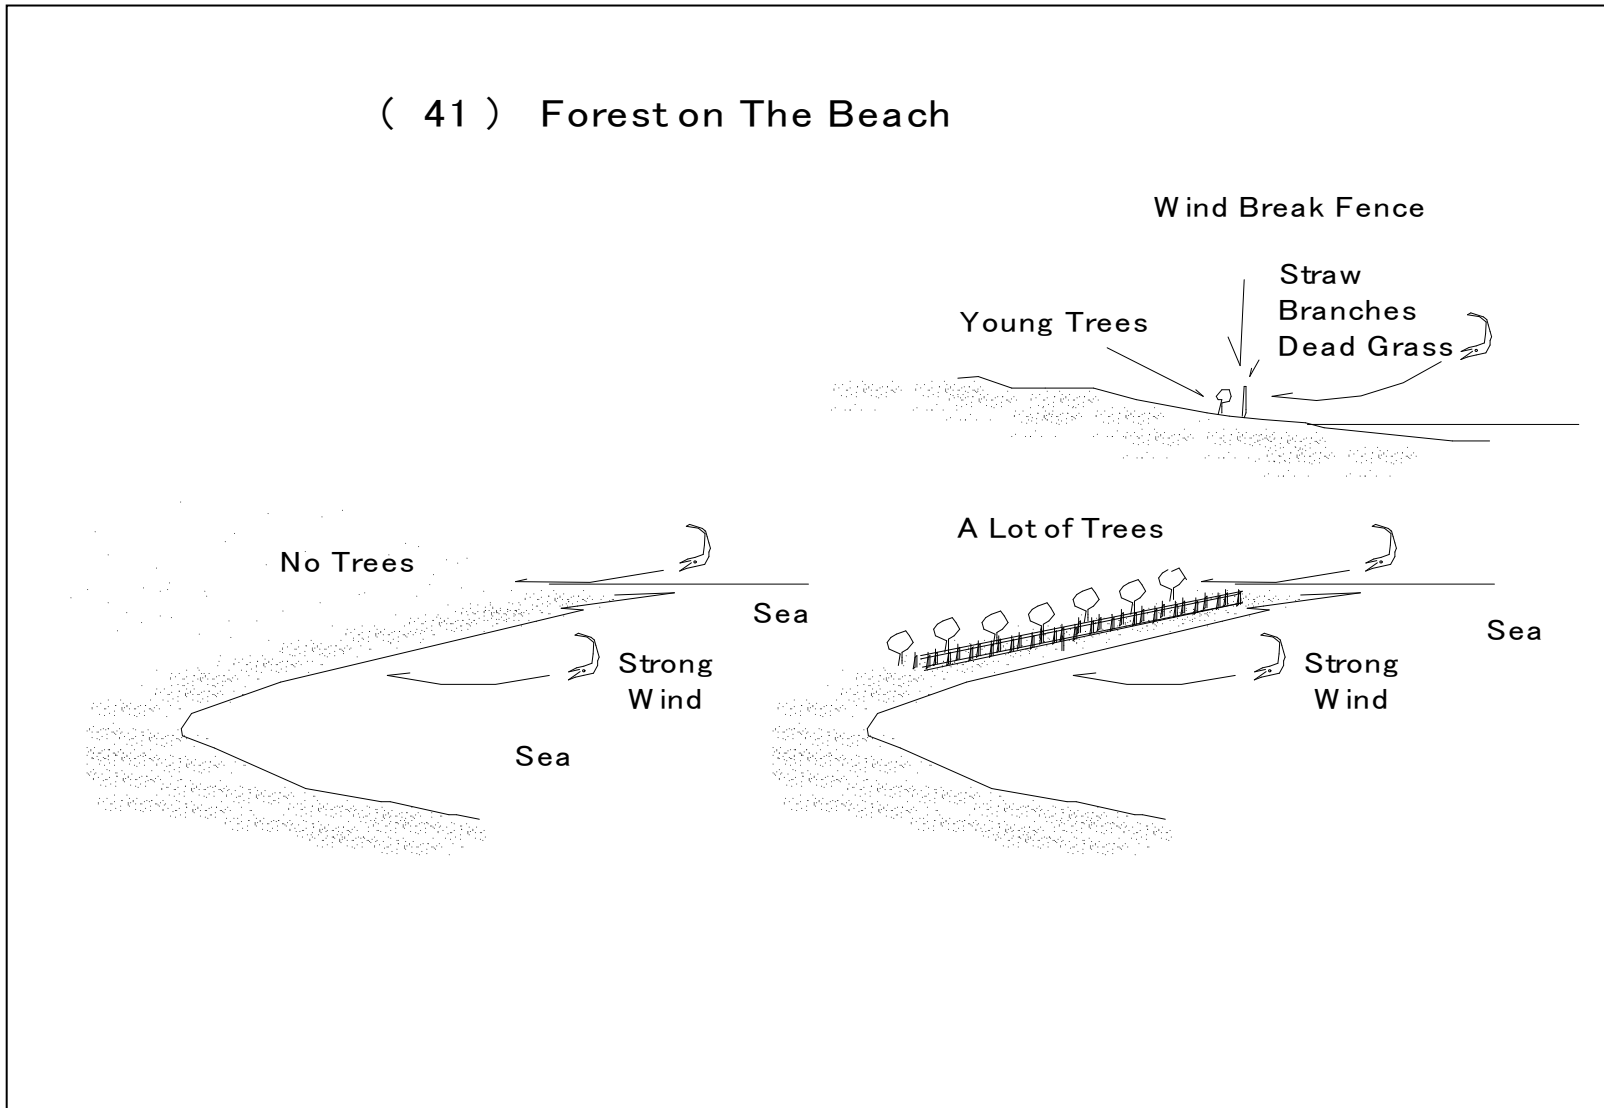 ( 41 ) Forest on The Beach
Wind Break Fence
Straw
Branches
Dead Grass
Young Trees
A Lot of Trees
No Trees
Sea
Sea
Strong
Wind
Strong
Wind
Sea